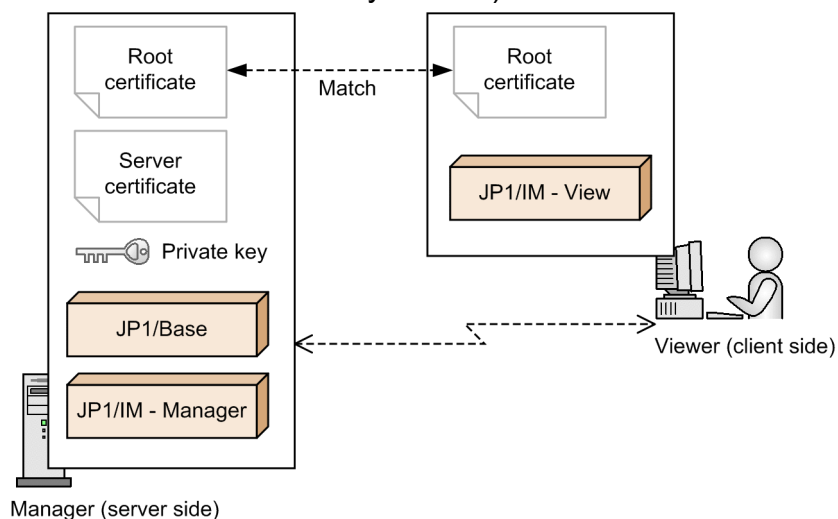 Root
certificate
Match
Root
certificate
Server
certificate
JP1/IM - View
Private key
JP1/Base
Viewer (client side)
JP1/IM - Manager
Manager (server side)